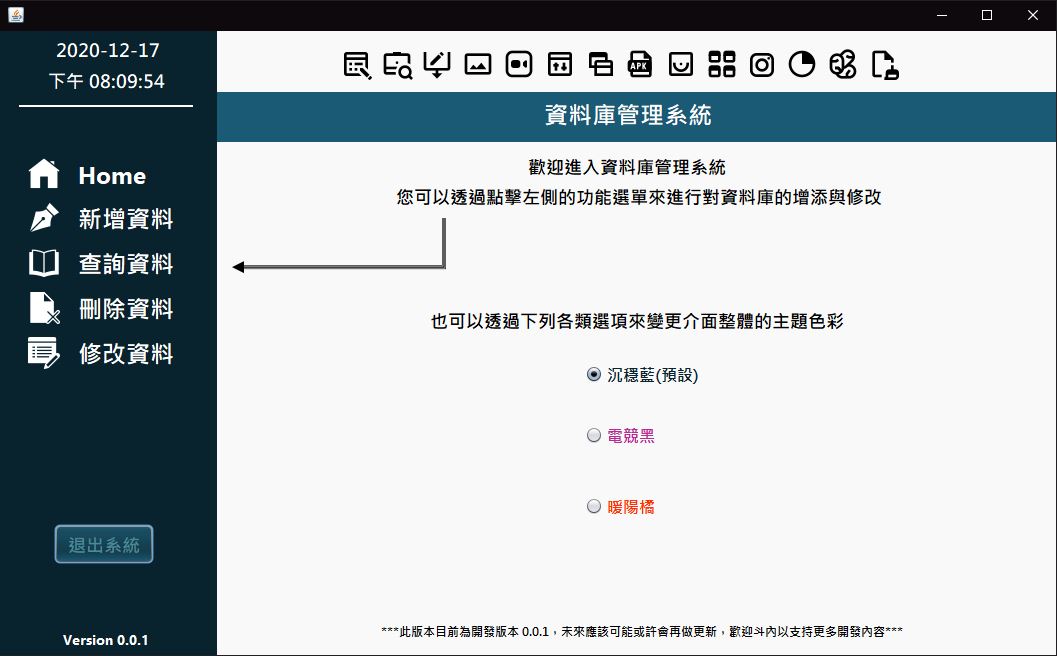 2020-12-17
下午 08:09:54
Home
新增資料
查詢資料
刪除資料
修改資料
退出系統
Version 0.0.1
APK
資料庫管理系統
歡迎進入資料庫管理系統
您可以透過點擊左側的功能選單來進行對資料庫的增添與修改
也可以透過下列各類選項來變更介面整體的主題色彩
沉穩藍(預設)
電競黑
暖陽橘
***此版本目前為開發版本 0.0.1，未來應該可能或許會再做更新，歡迎斗內以支持更多開發內容***